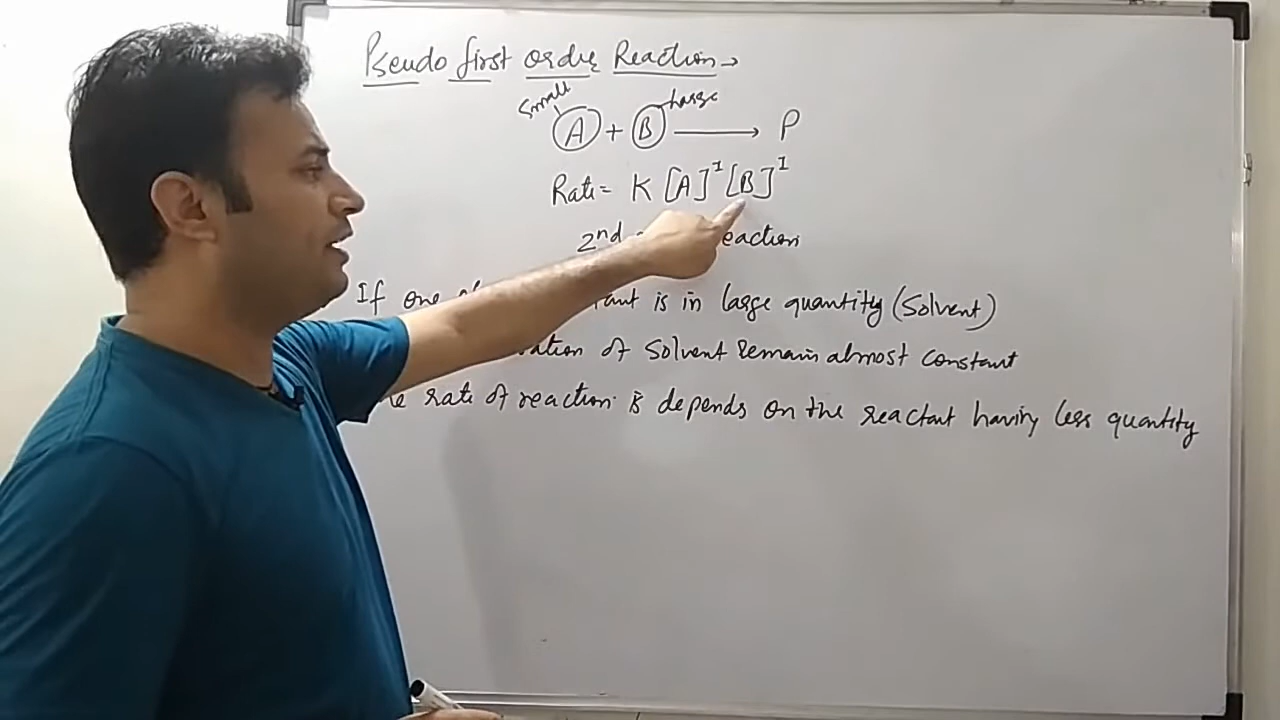 Pseudo first order Reaction→
small large
A + B → P
Rate = K [A]¹ [B]¹
2nd eaction
If one is in large quantity (Solvent)
of solvent remain almost constant
rate of reaction is depends on the reactant having less quantity